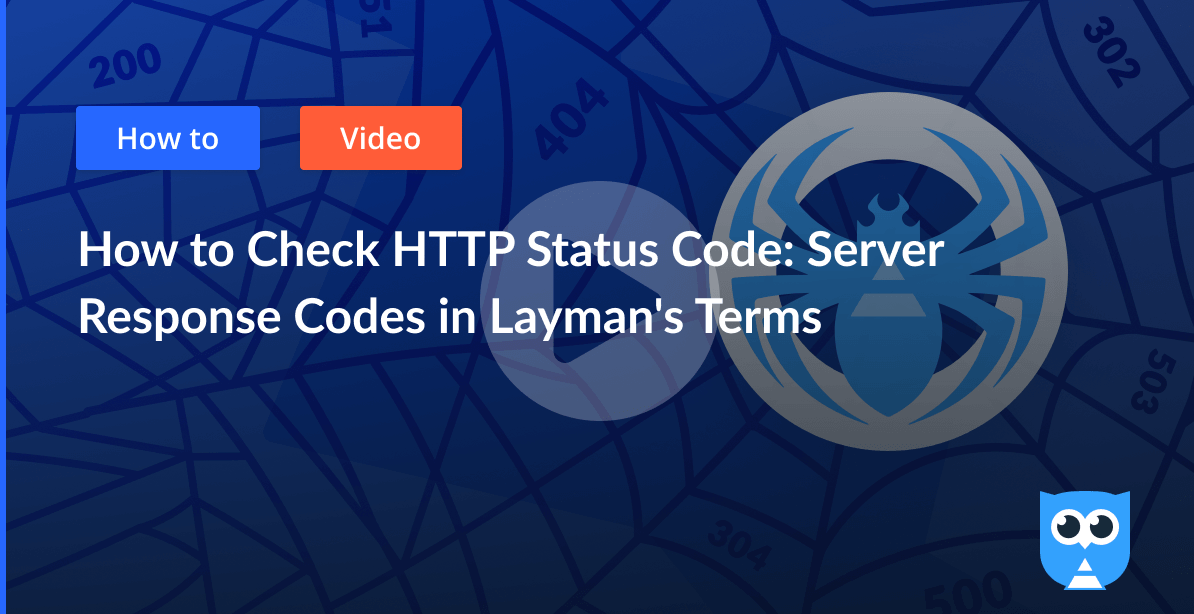 200
51
302
404
How to
Video
How to Check HTTP Status Code: Server
Response Codes in Layman's Terms
503
304
500